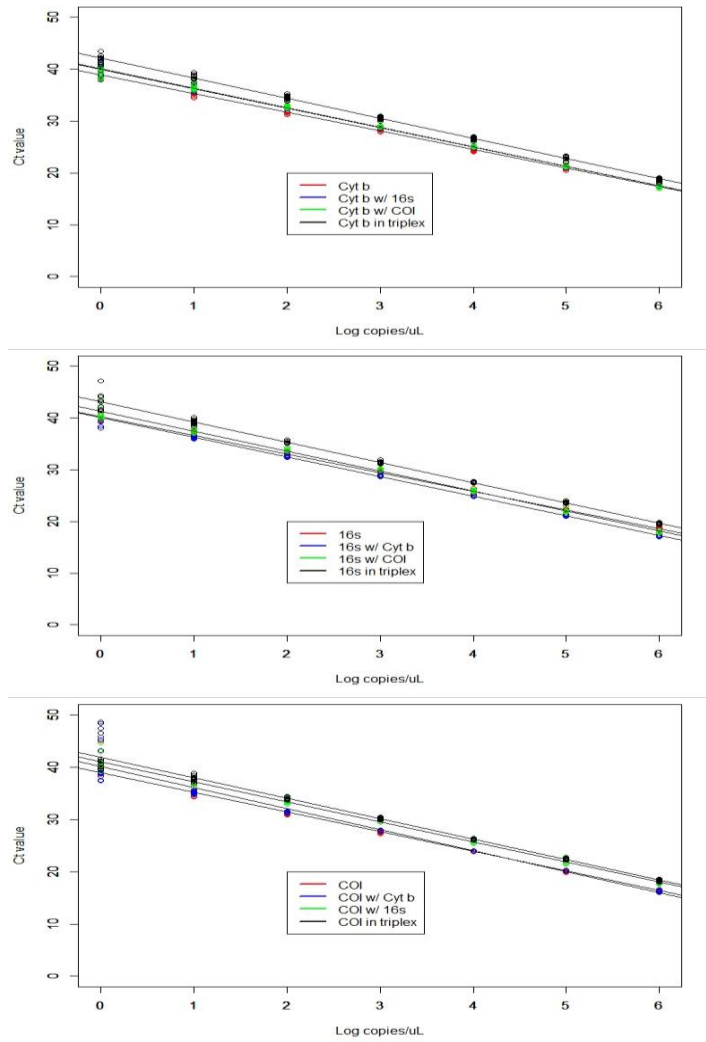 50
40
30
20
10
0
Ct value
Cyt b
Cyt b w/ 16s
Cyt b w/ COI
Cyt b in triplex
0 1 2 3 4 5 6
Log copies/uL
50
40
30
20
10
0
Ct value
16s
16s w/ Cyt b
16s w/ COI
16s in triplex
0 1 2 3 4 5 6
Log copies/uL
50
40
30
20
10
0
Ct value
COI
COI w/ Cyt b
COI w/ 16s
COI in triplex
0 1 2 3 4 5 6
Log copies/uL